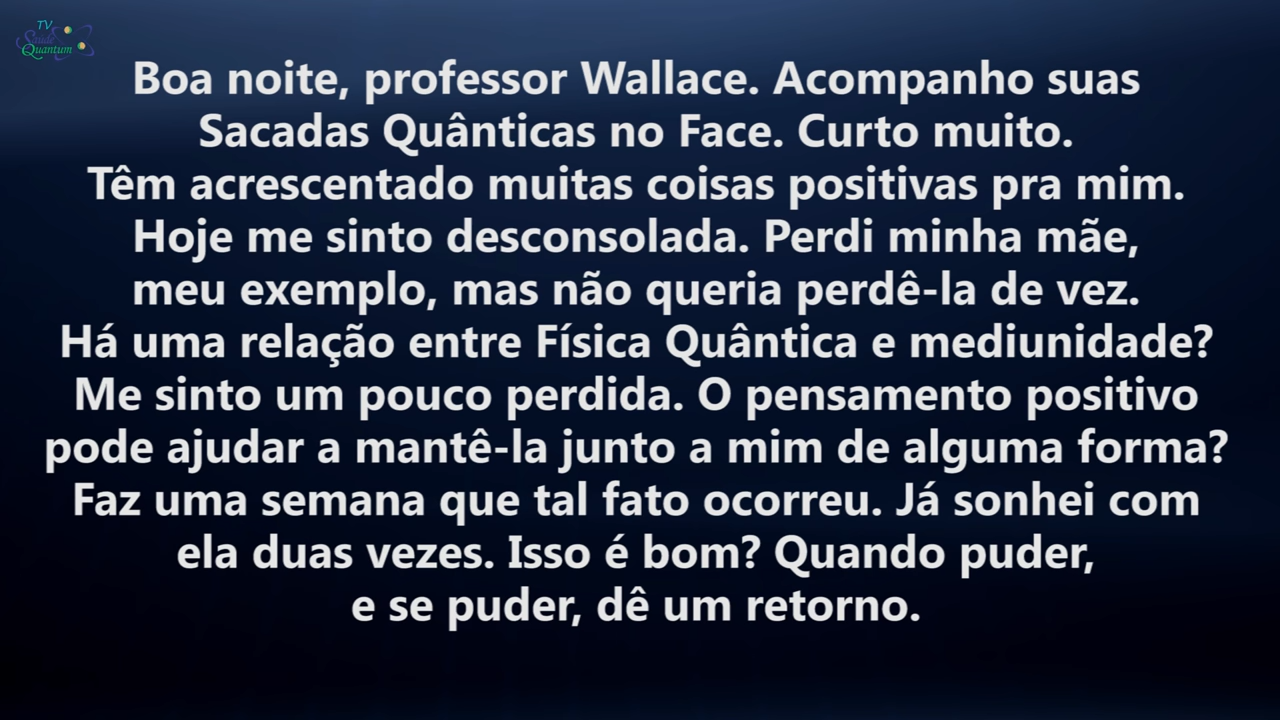 TV
Saúde
Quantum
Boa noite, professor Wallace. Acompanho suas
Sacadas Quânticas no Face. Curto muito.
Têm acrescentado muitas coisas positivas pra mim.
Hoje me sinto desconsolada. Perdi minha mãe,
meu exemplo, mas não queria perdê-la de vez.
Há uma relação entre Física Quântica e mediunidade?
Me sinto um pouco perdida. O pensamento positivo
pode ajudar a mantê-la junto a mim de alguma forma?
Faz uma semana que tal fato ocorreu. Já sonhei com
ela duas vezes. Isso é bom? Quando puder,
e se puder, dê um retorno.